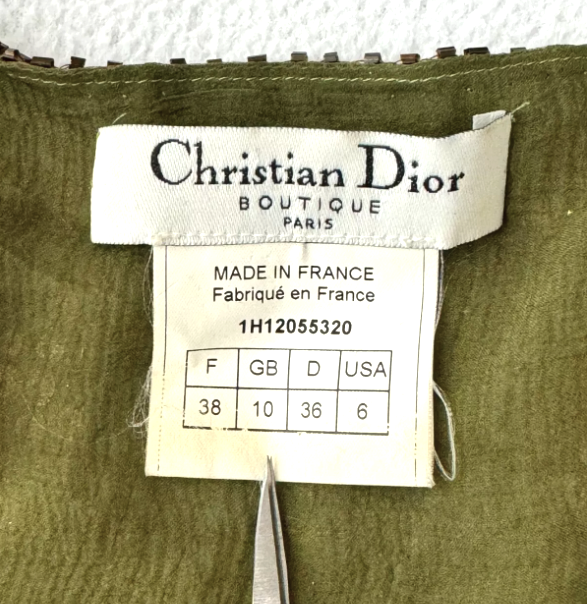 Christian Dior
BOUTIQUE
PARIS
MADE IN FRANCE
Fabriqué en France
1H12055320
F GB D USA
38 10 36 6